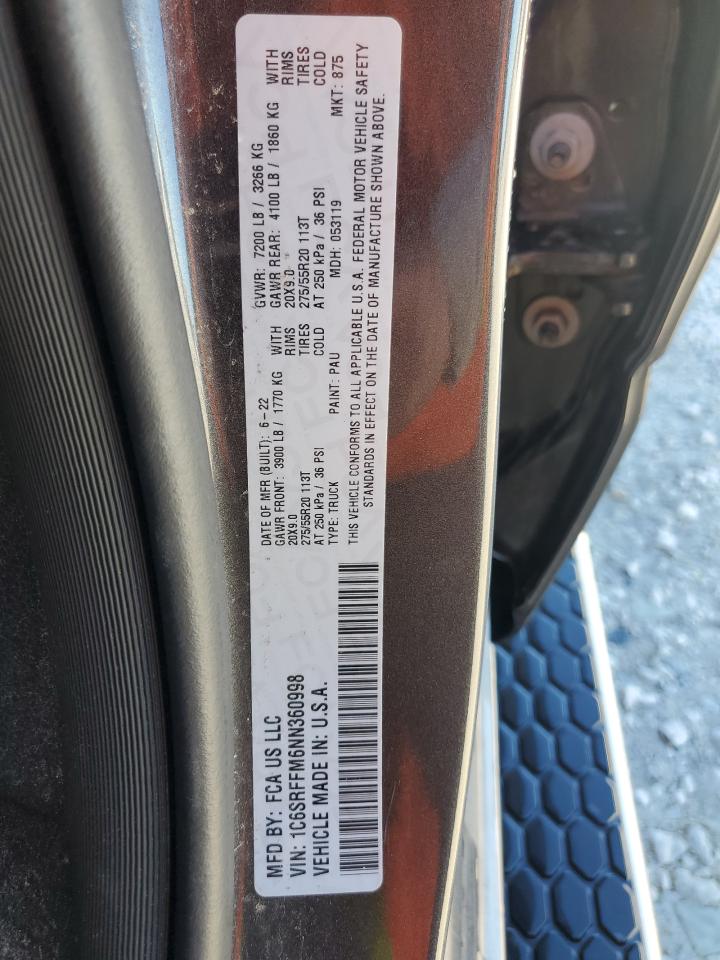 MFD BY: FCA US LLC
VIN: 1C6SRFFM6NN360998
VEHICLE MADE IN: U.S.A.
DATE OF MFR (BUILT): 6-22 GVWR: 7200 LB / 3266 KG
GAWR FRONT: 3900 LB / 1770 KG WITH GAWR REAR: 4100 LB / 1860 KG WITH
20X9.0 RIMS 20X9.0 RIMS
275/55R20 113T TIRES 275/55R20 113T TIRES
AT 250 kPa / 36 PSI COLD AT 250 kPa / 36 PSI COLD
TYPE: TRUCK PAINT: PAU MDH: 053119 MKT: 875
THIS VEHICLE CONFORMS TO ALL APPLICABLE U.S.A. FEDERAL MOTOR VEHICLE SAFETY
STANDARDS IN EFFECT ON THE DATE OF MANUFACTURE SHOWN ABOVE.